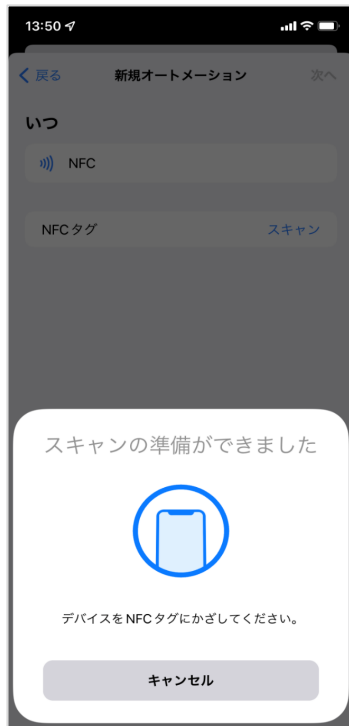 13:50
戻る 新規オートメーション 次へ
いつ
NFC
NFCタグ スキャン
スキャンの準備ができました
デバイスをNFCタグにかざしてください。
キャンセル